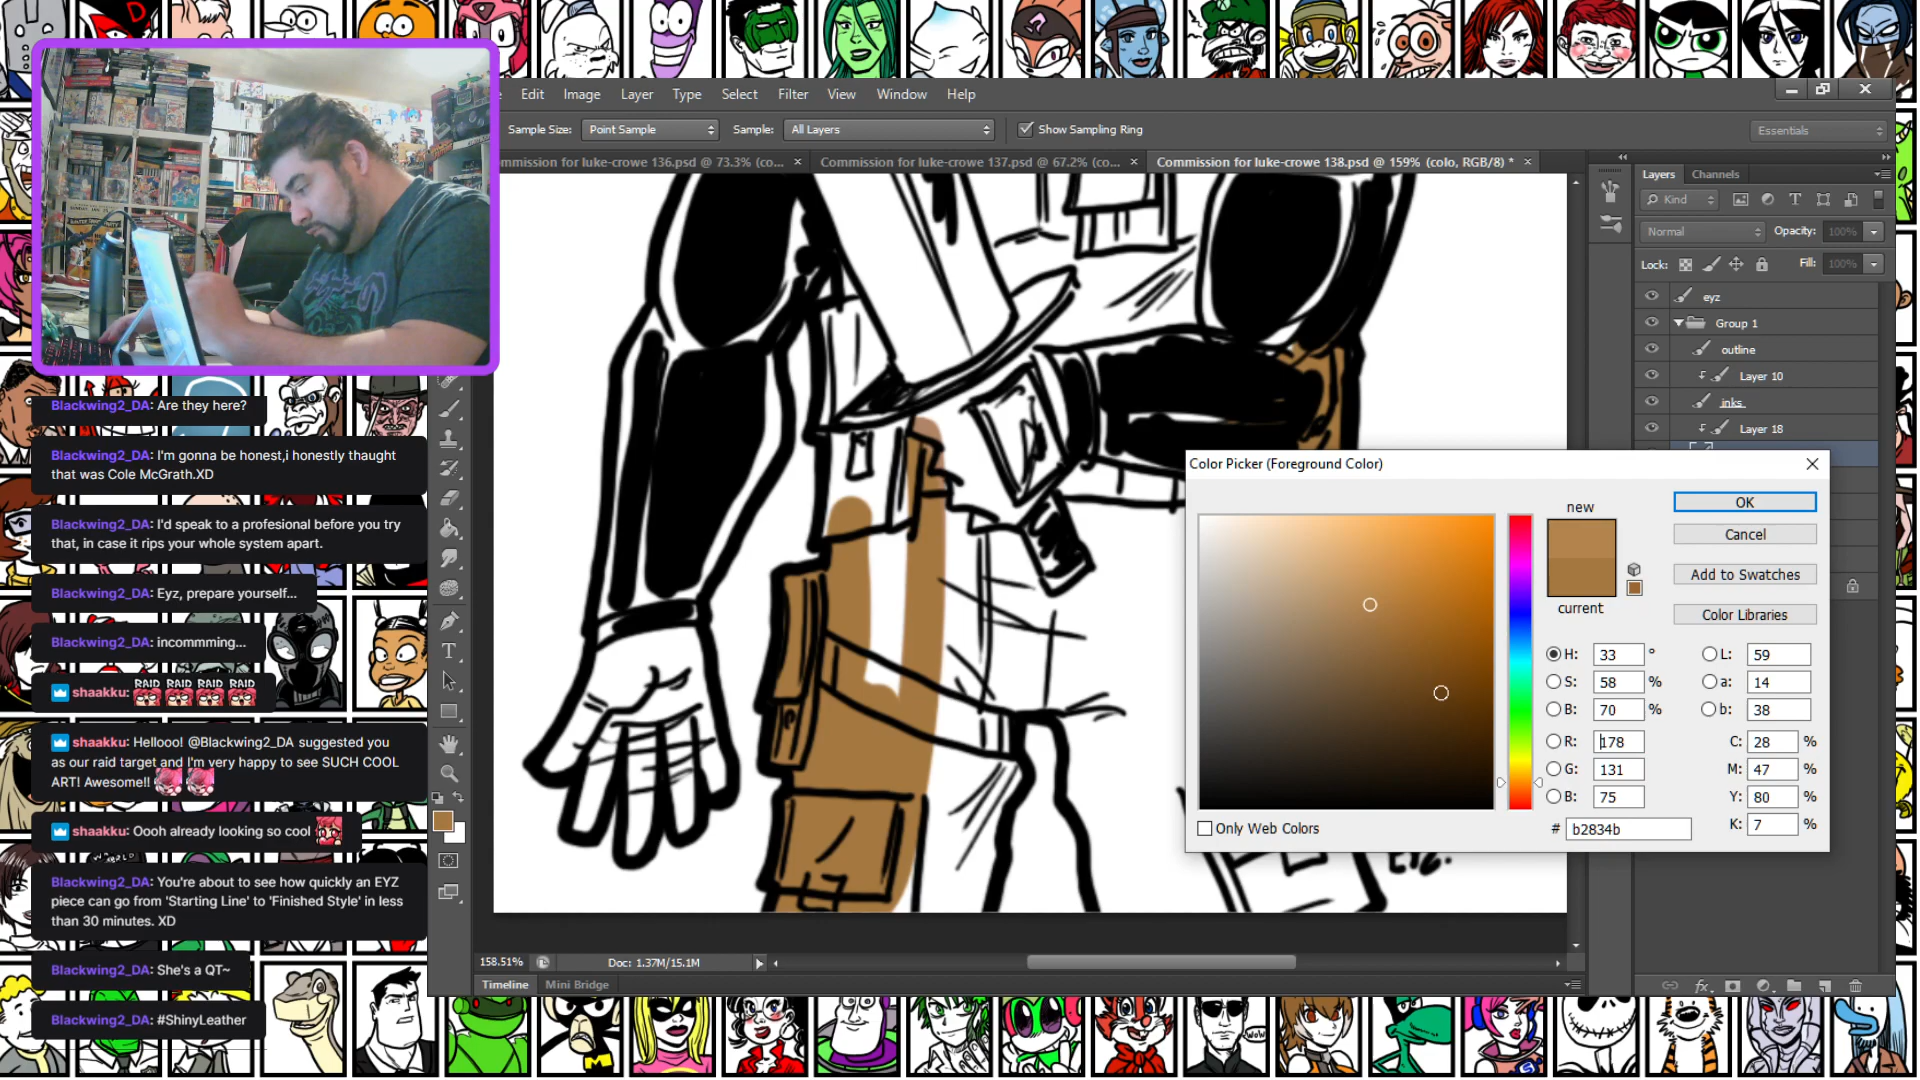 Edit Image Layer Type Select Filter View Window Help
Sample Size: Point Sample Sample: All Layers Show Sampling Ring Essentials
ommission for luke-crowe 136.psd @ 73.3% (co... × Commission for luke-crowe 137.psd @ 67.2% (co... × Commission for luke-crowe 138.psd @ 159% (colo, RGB/8) * ×
Layers Channels
Kind
Normal Opacity: 100%
Lock: Fill: 100%
eyz
Group 1
outline
Layer 10
inks
Layer 18
Blackwing2_DA: Are they here?
Blackwing2_DA: I'm gonna be honest,i honestly thaught
that was Cole McGrath.XD
Blackwing2_DA: I'd speak to a profesional before you try
that, in case it rips your whole system apart.
Blackwing2_DA: Eyz, prepare yourself...
Blackwing2_DA: incommming...
shaakku: RAID RAID RAID RAID
shaakku: Hellooo! @Blackwing2_DA suggested you
as our raid target and I'm very happy to see SUCH COOL
ART! Awesome!!
shaakku: Oooh already looking so cool
Blackwing2_DA: You're about to see how quickly an EYZ
piece can go from 'Starting Line' to 'Finished Style' in less
than 30 minutes. XD
Blackwing2_DA: She's a QT~
Blackwing2_DA: #ShinyLeather
Color Picker (Foreground Color)
new
current
OK
Cancel
Add to Swatches
Color Libraries
H: 33 °
S: 58 %
B: 70 %
R: 178
G: 131
B: 75
L: 59
a: 14
b: 38
C: 28 %
M: 47 %
Y: 80 %
K: 7 %
# b2834b
Only Web Colors
158.51% Doc: 1.37M/15.1M
Timeline Mini Bridge
WOW